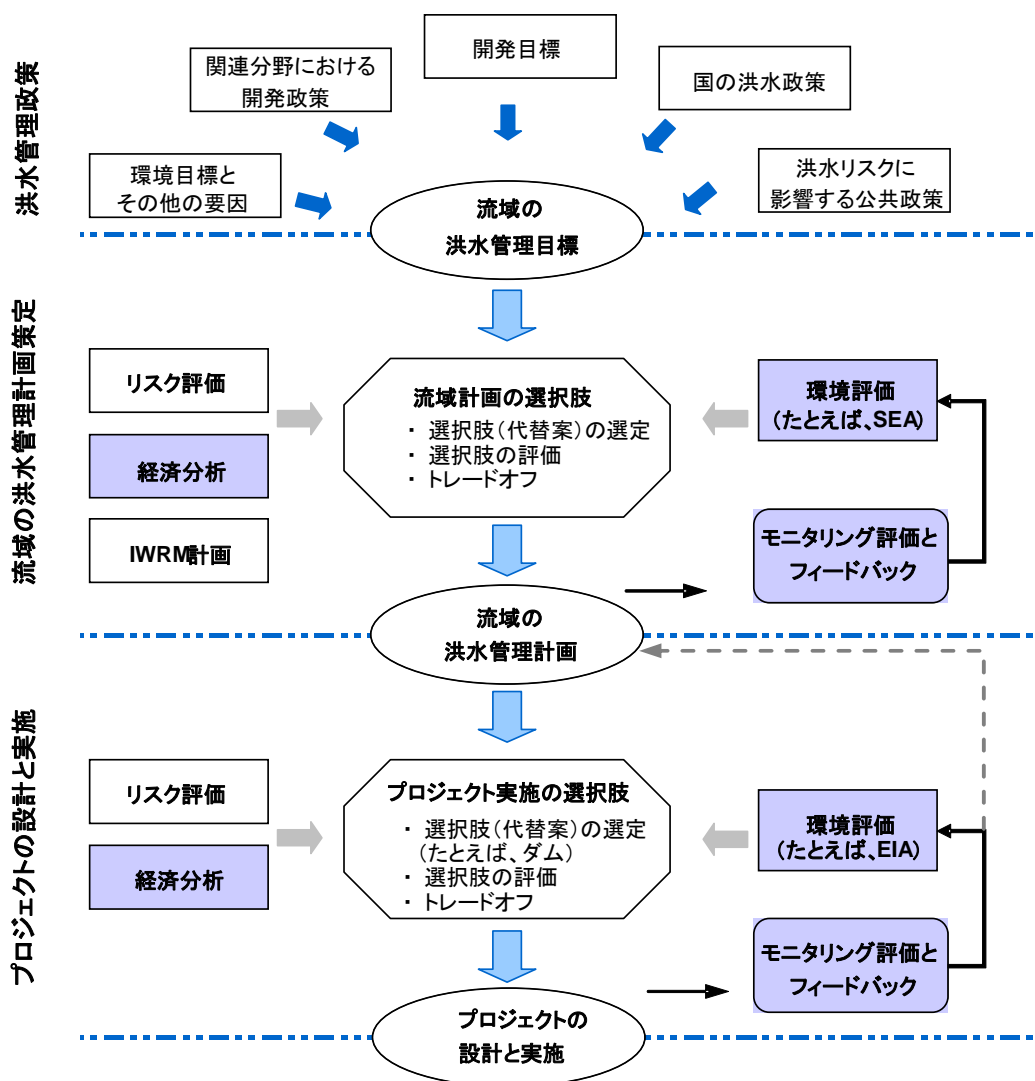 洪水管理政策
開発目標
関連分野における
開発政策
国の洪水政策
環境目標と
その他の要因
洪水リスクに
影響する公共政策
流域の
洪水管理目標
流域の洪水管理計画策定
リスク評価
経済分析
IWRM計画
流域計画の選択肢
・ 選択肢（代替案）の選定
・ 選択肢の評価
・ トレードオフ
環境評価
(たとえば、SEA)
モニタリング評価と
フィードバック
流域の
洪水管理計画
プロジェクトの設計と実施
リスク評価
経済分析
プロジェクト実施の選択肢
・ 選択肢（代替案）の選定
（たとえば、ダム）
・ 選択肢の評価
・ トレードオフ
環境評価
(たとえば、EIA)
モニタリング評価と
フィードバック
プロジェクトの
設計と実施